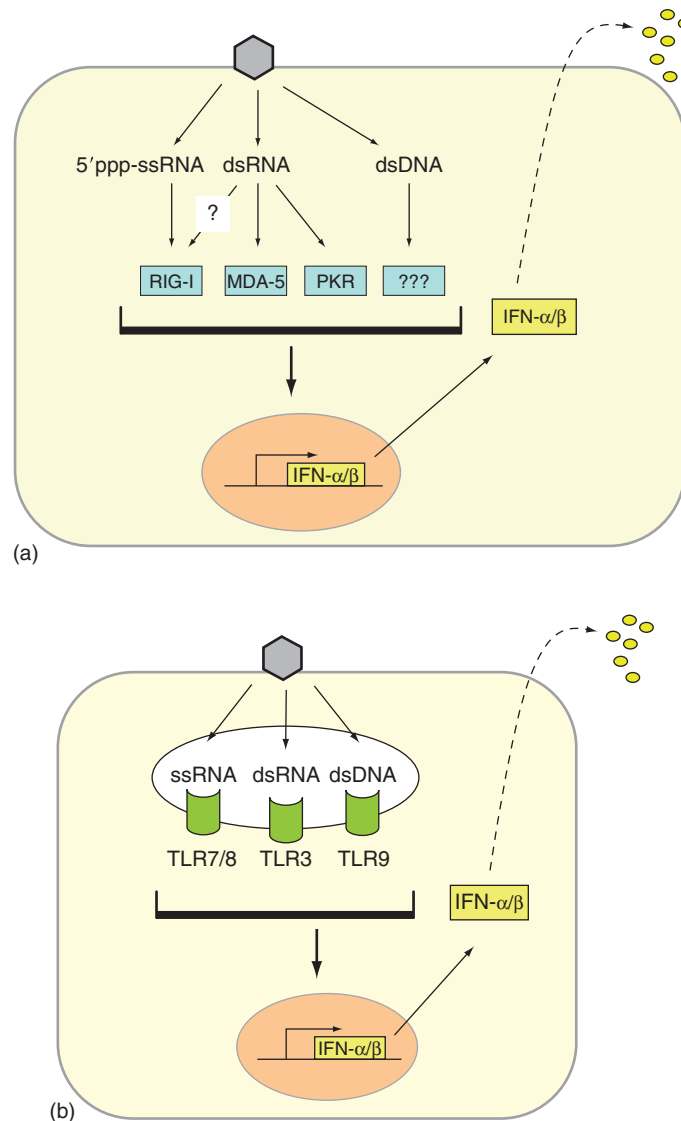 5′ppp-ssRNA dsRNA dsDNA
?
RIG-I MDA-5 PKR ???
IFN-α/β
IFN-α/β
(a)
ssRNA dsRNA dsDNA
TLR7/8 TLR3 TLR9
IFN-α/β
IFN-α/β
(b)